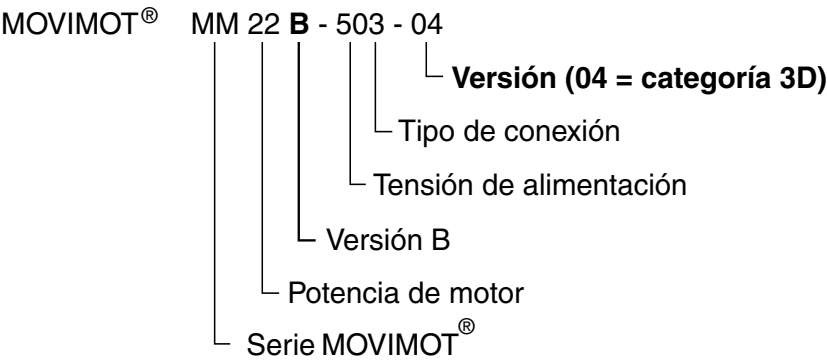 MOVIMOT® MM 22 B - 503 - 04
Versión (04 = categoría 3D)
Tipo de conexión
Tensión de alimentación
Versión B
Potencia de motor
Serie MOVIMOT®